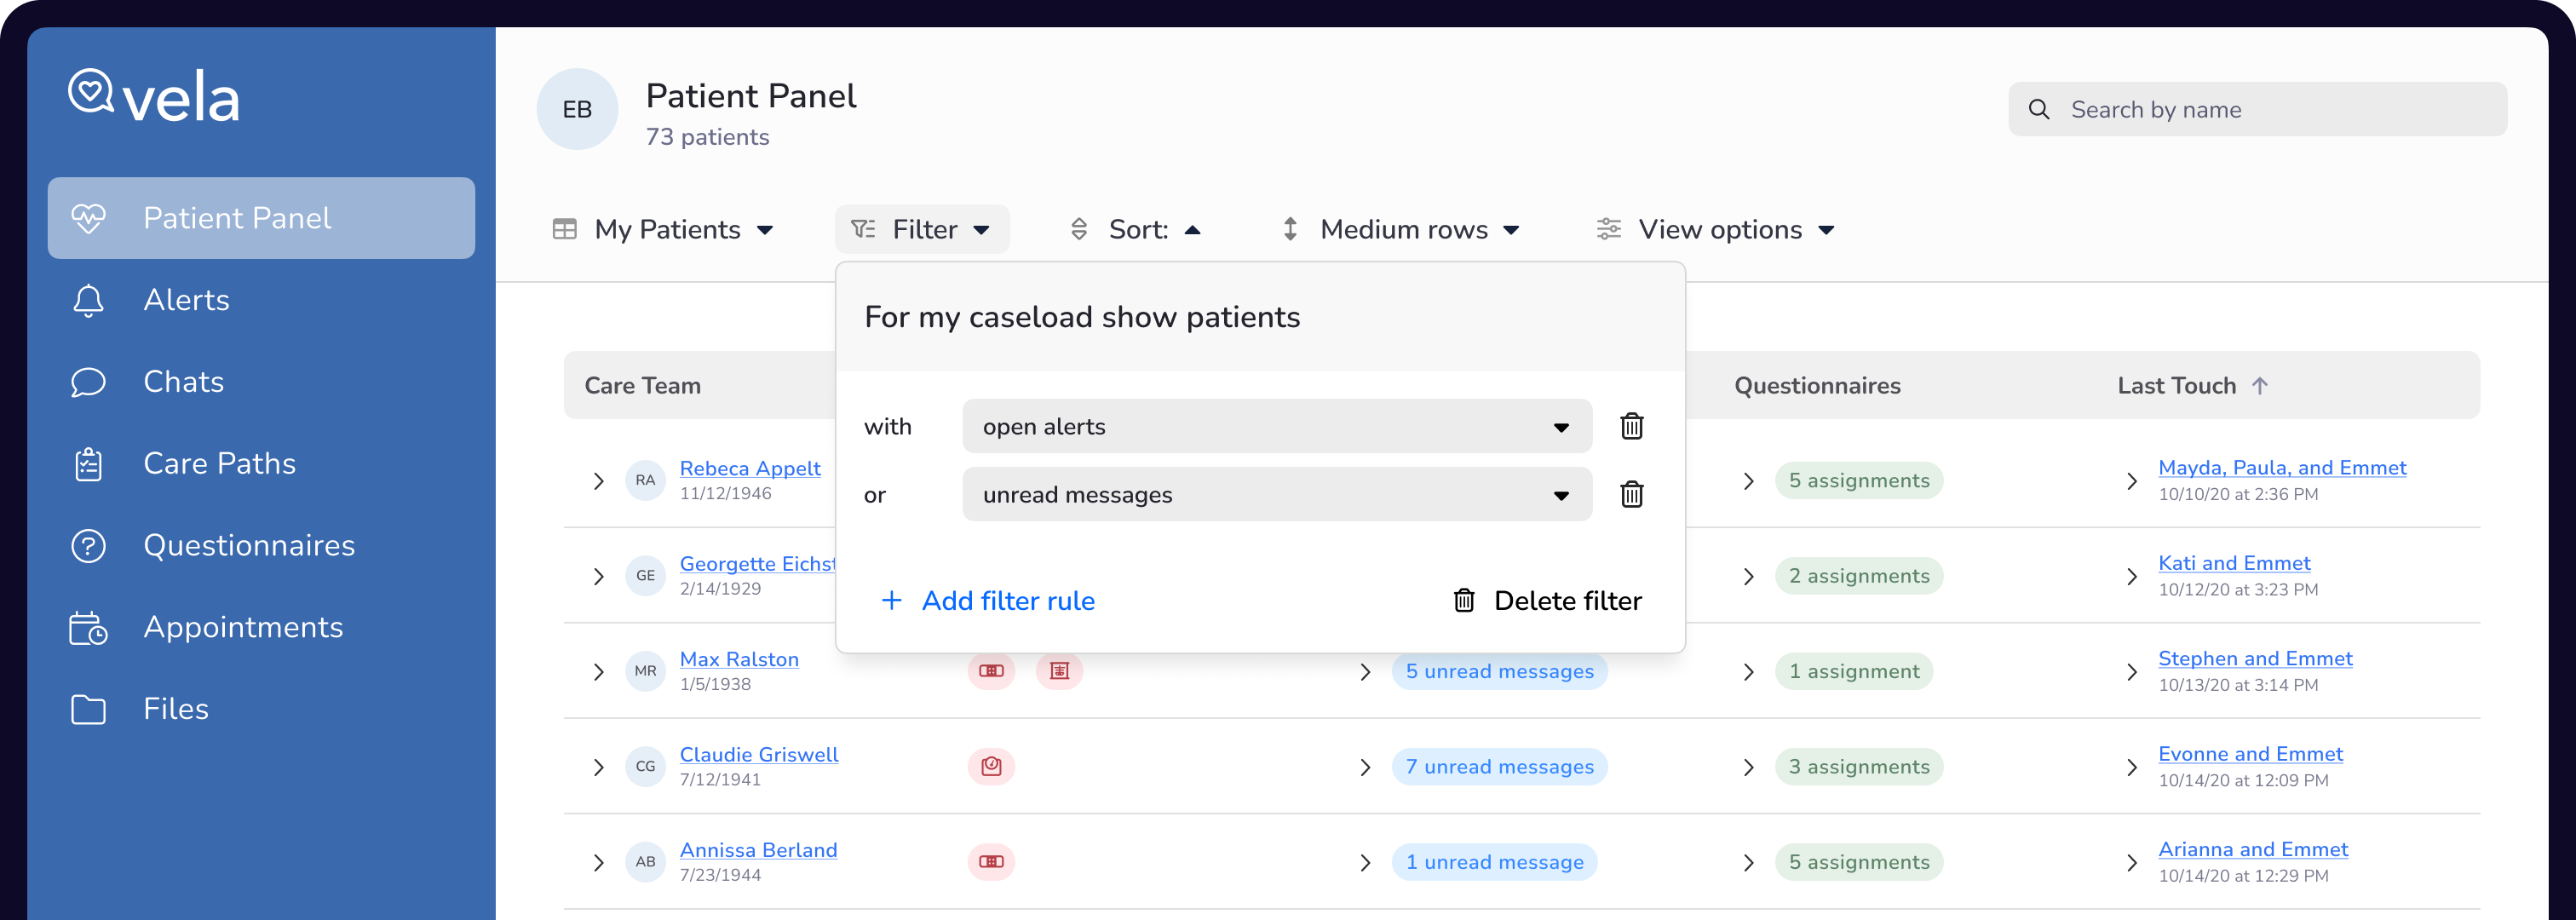 vela
Patient Panel
Alerts
Chats
Care Paths
Questionnaires
Appointments
Files
EB
Patient Panel
73 patients
Search by name
My Patients
Filter
Sort:
Medium rows
View options
For my caseload show patients
with
open alerts
or
unread messages
+ Add filter rule
Delete filter
Care Team
Questionnaires
Last Touch ↑
RA
Rebeca Appelt
11/12/1946
5 assignments
Mayda, Paula, and Emmet
10/10/20 at 2:36 PM
GE
Georgette Eichst
2/14/1929
2 assignments
Kati and Emmet
10/12/20 at 3:23 PM
MR
Max Ralston
1/5/1938
5 unread messages
1 assignment
Stephen and Emmet
10/13/20 at 3:14 PM
CG
Claudie Griswell
7/12/1941
7 unread messages
3 assignments
Evonne and Emmet
10/14/20 at 12:09 PM
AB
Annissa Berland
7/23/1944
1 unread message
5 assignments
Arianna and Emmet
10/14/20 at 12:29 PM